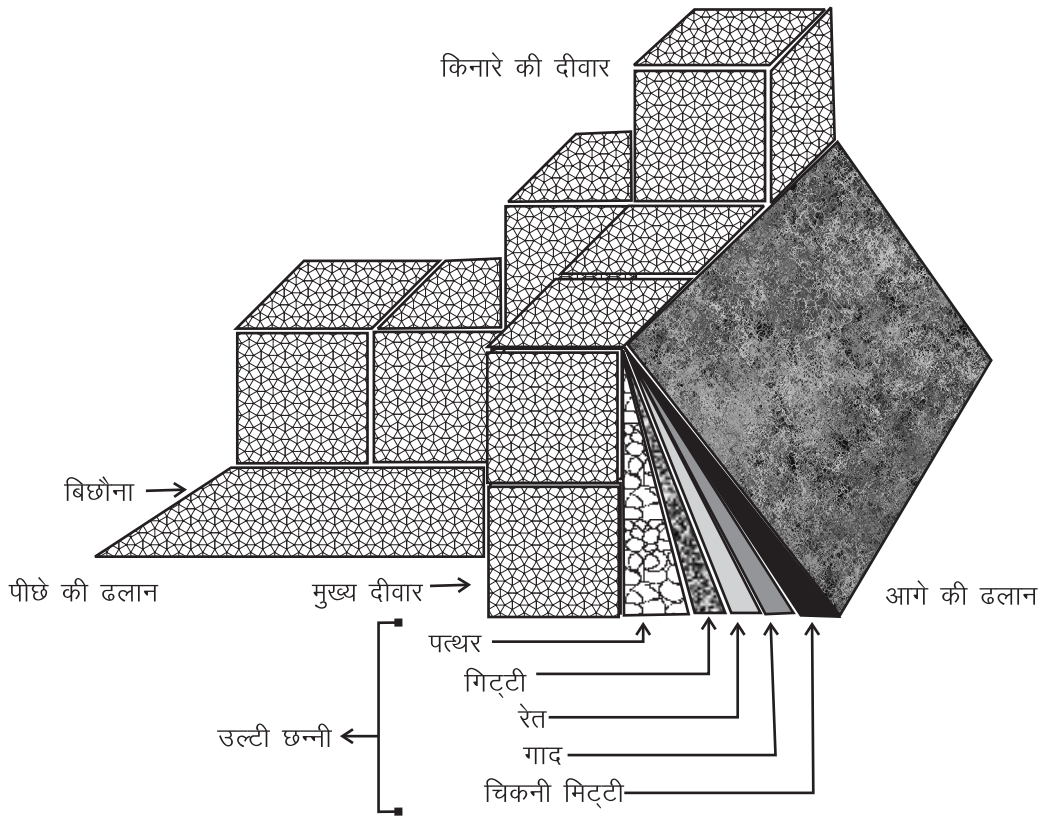 किनारे की दीवार
बिछौना
पीछे की ढलान
मुख्य दीवार
आगे की ढलान
पत्थर
गिट्टी
रेत
उल्टी छन्नी
गाद
चिकनी मिट्टी